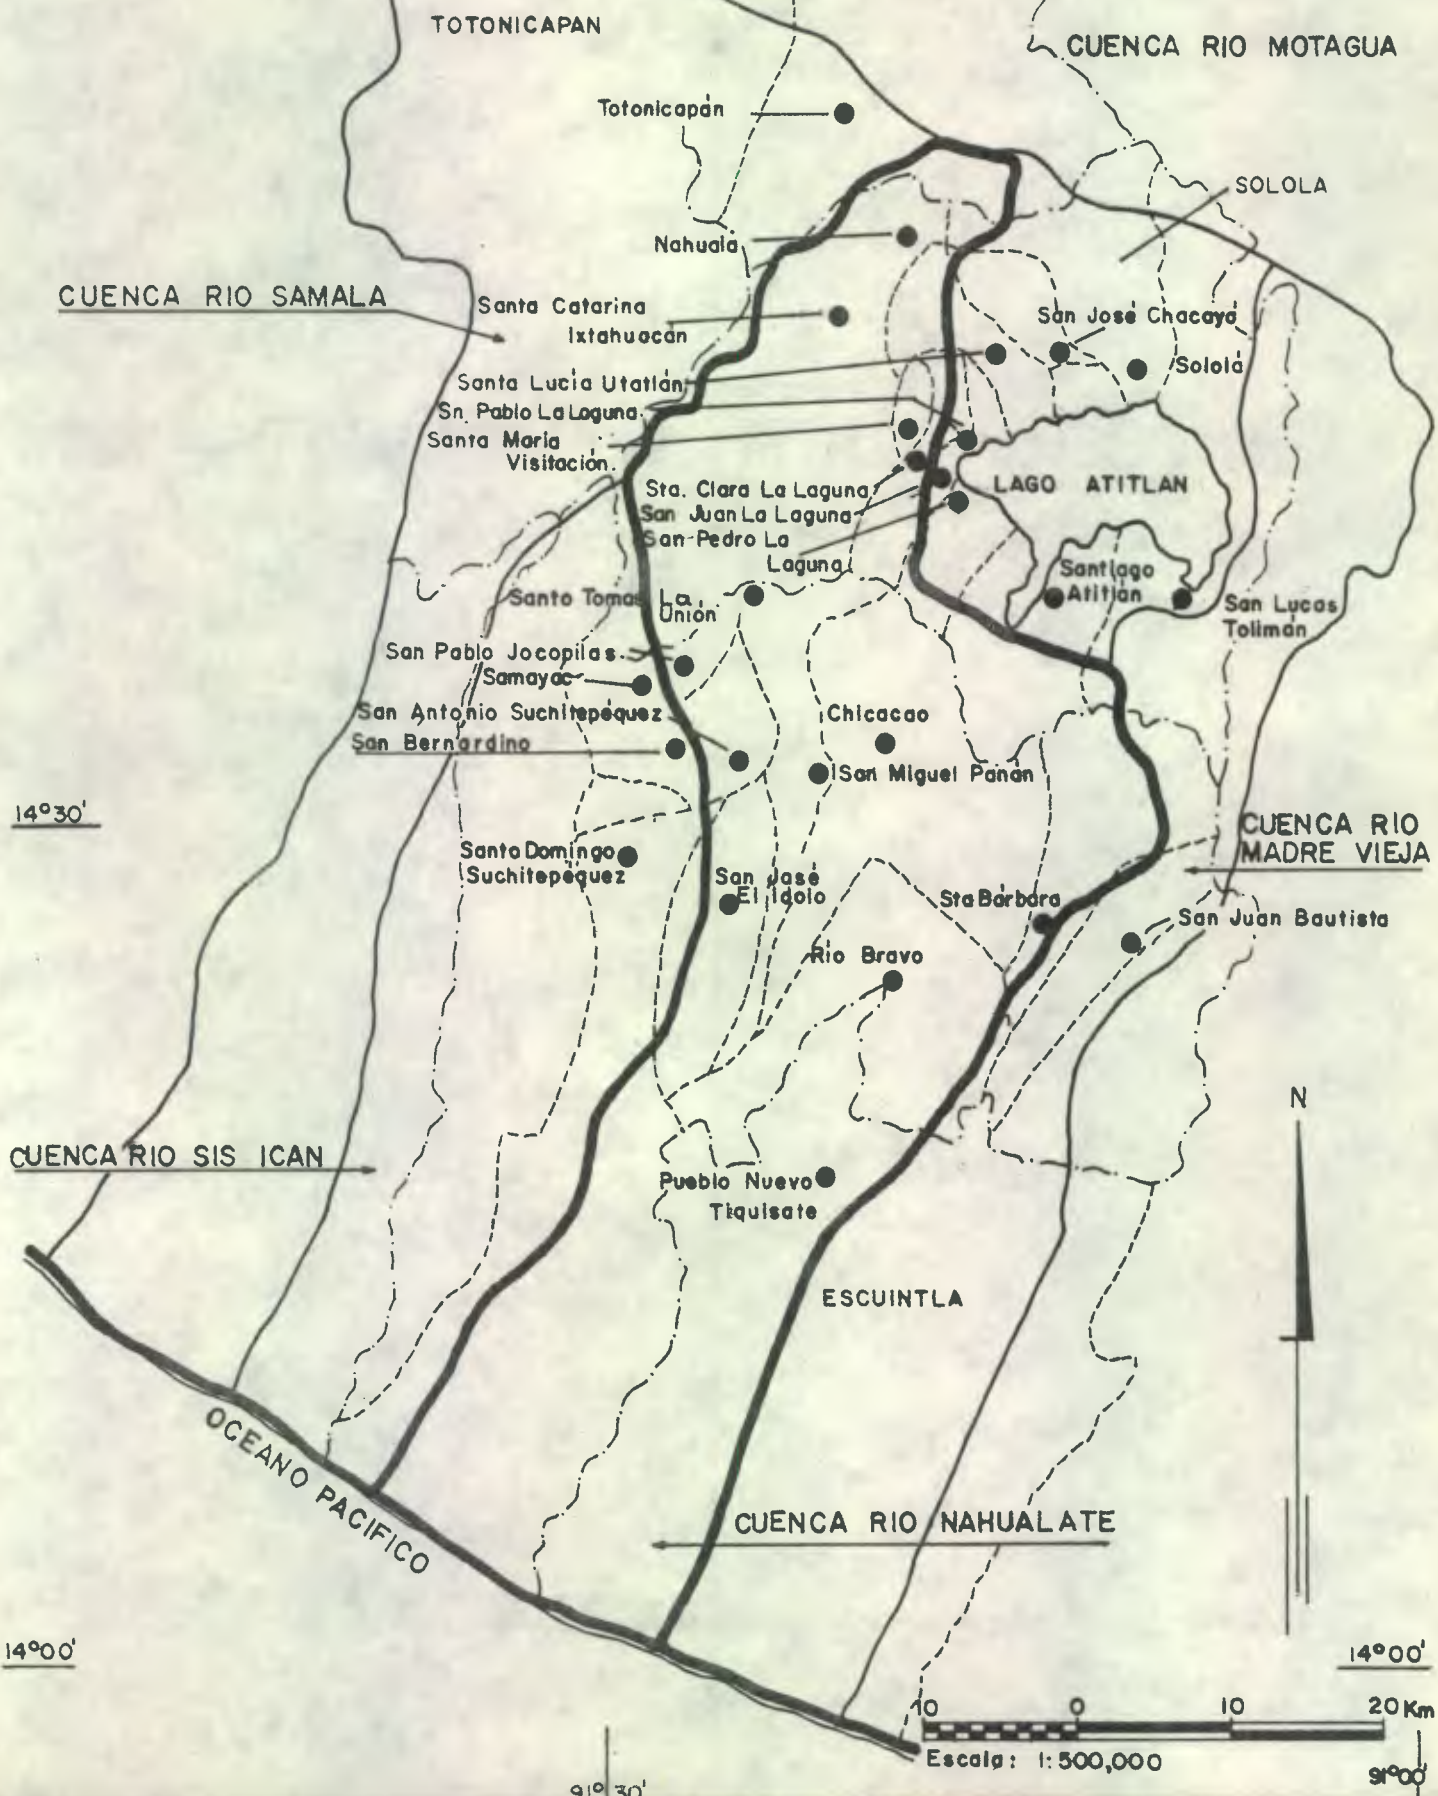 TOTONICAPAN
CUENCA RIO MOTAGUA
Totonicapán
SOLOLA
Nahuala
CUENCA RIO SAMALA
Santa Catarina
Ixtahuacán
San José Chacayá
Sololá
Santa Lucía Utatlán
Sn. Pablo La Laguna
Santa María
Visitación
LAGO ATITLAN
Sta. Clara La Laguna
San Juan La Laguna
San Pedro La
Laguna
Santiago
Atitlán
San Lucas
Tolimán
Santo Tomas La
Unión
San Pablo Jocopilas
Samayac
San Antonio Suchitepéquez
San Bernardino
Chicacao
San Miguel Panán
14°30'
CUENCA RIO
MADRE VIEJA
Santo Domingo
Suchitepéquez
San José
El Idolo
Sta Bárbara
San Juan Bautista
Río Bravo
N
CUENCA RIO SIS ICAN
Pueblo Nuevo
Tiquisate
ESCUINTLA
OCEANO PACIFICO
CUENCA RIO NAHUALATE
14°00'
14°00'
10 0 10 20 Km
Escala: 1:500,000
91°30'
91°00'